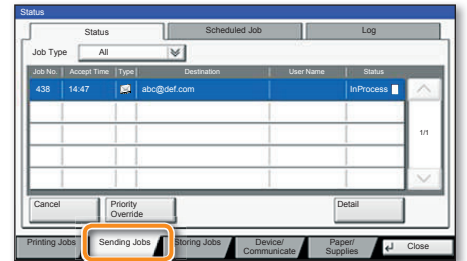 Status
Status Scheduled Job Log
Job Type All
Job No. Accept Time Type Destination User Name Status
438 14:47 abc@def.com InProcess
1/1
Cancel Priority Override Detail
Printing Jobs Sending Jobs Storing Jobs Device/ Communicate Paper/ Supplies Close